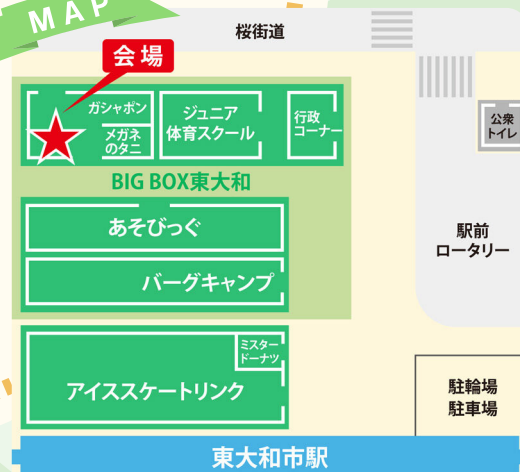 MAP
桜街道
会場
ガシャポン
メガネ
のタニ
ジュニア
体育スクール
行政
コーナー
公衆
トイレ
BIG BOX東大和
あそびっぐ
駅前
ロータリー
バーグキャンプ
ミスター
ドーナツ
アイススケートリンク
駐輪場
駐車場
東大和市駅